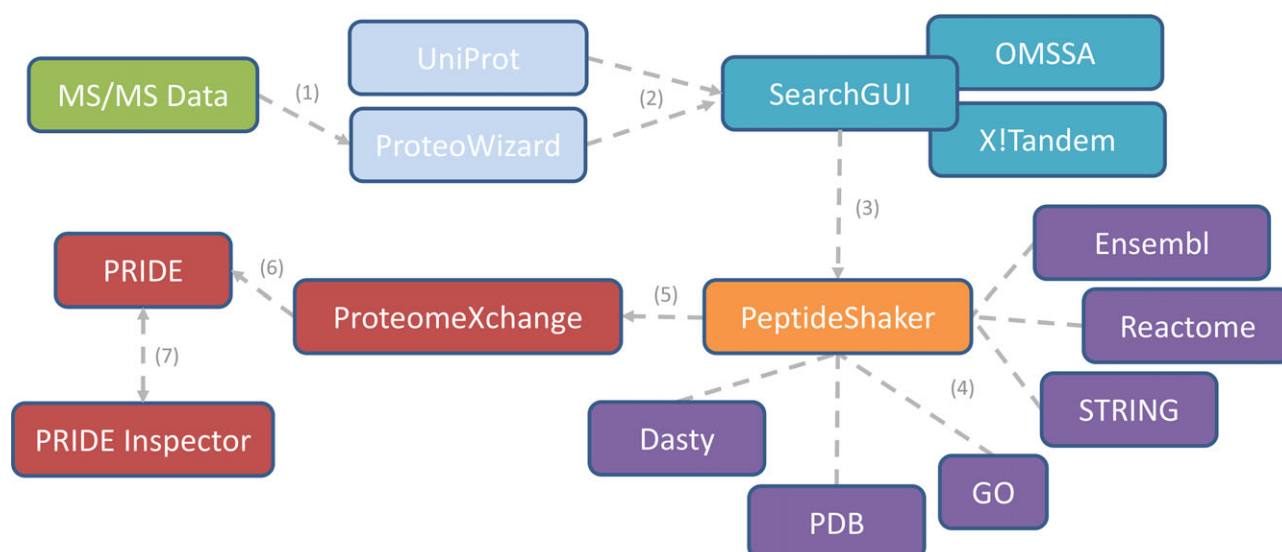 UniProt
OMSSA
MS/MS Data
(1)
(2)
SearchGUI
ProteoWizard
X!Tandem
(3)
Ensembl
PRIDE
(6)
ProteomeXchange
(5)
PeptideShaker
Reactome
(7)
(4)
STRING
PRIDE Inspector
Dasty
GO
PDB